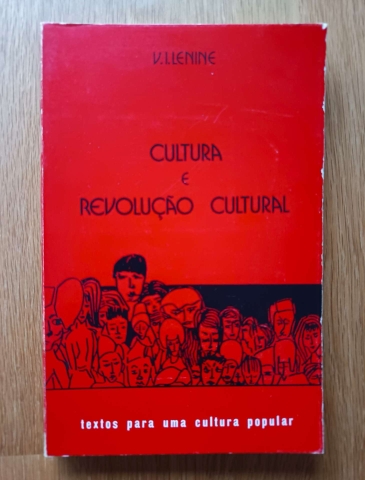 V.I.LENINE
CULTURA
E
REVOLUÇÃO CULTURAL
textos para uma cultura popular